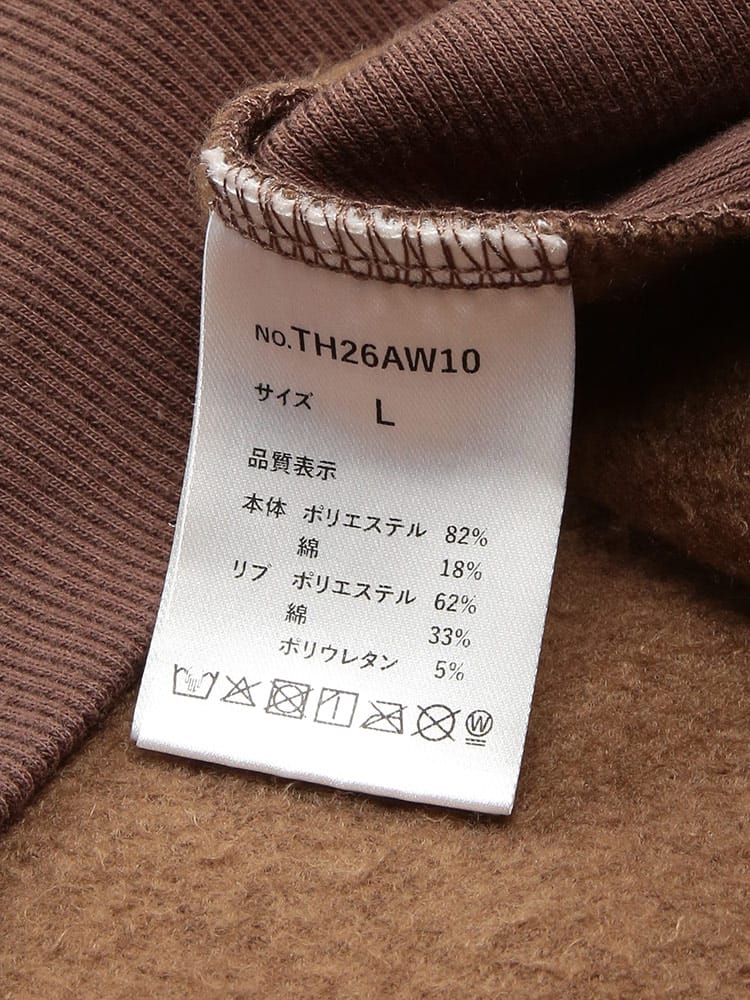 NO.TH26AW10
サイズ L
品質表示
本体 ポリエステル 82%
綿 18%
リブ ポリエステル 62%
綿 33%
ポリウレタン 5%
W